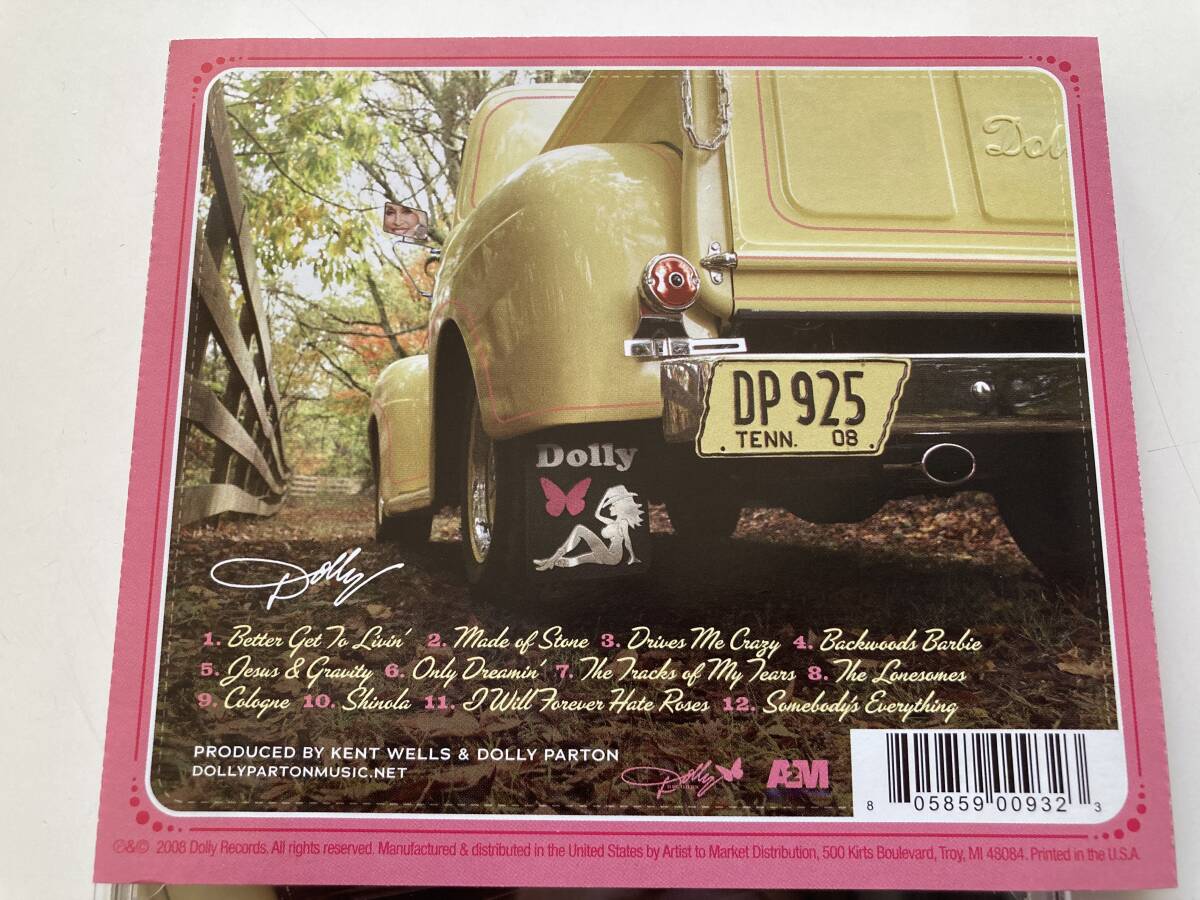 Doll
DP 925
TENN. 08
Dolly
Dolly
1. Better Get To Livin' 2. Made of Stone 3. Drives Me Crazy 4. Backwoods Barbie
5. Jesus & Gravity 6. Only Dreamin' 7. The Tracks of My Tears 8. The Lonesomes
9. Cologne 10. Shinola 11. I Will Forever Hate Roses 12. Somebody's Everything
PRODUCED BY KENT WELLS & DOLLY PARTON
DOLLYPARTONMUSIC.NET
Dolly
A2M
8 05859 00932 3
℗&© 2008 Dolly Records. All rights reserved. Manufactured & distributed in the United States by Artist to Market Distribution, 500 Kirts Boulevard, Troy, MI 48084. Printed in the U.S.A.